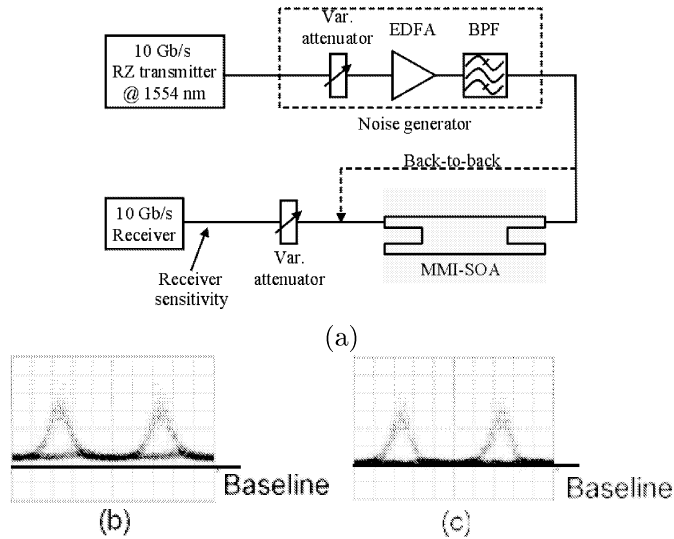 Var.
attenuator
EDFA
BPF
10 Gb/s
RZ transmitter
@ 1554 nm
Noise generator
Back-to-back
10 Gb/s
Receiver
Receiver
sensitivity
Var.
attenuator
MMI-SOA
(a)
Baseline
Baseline
(b)
(c)